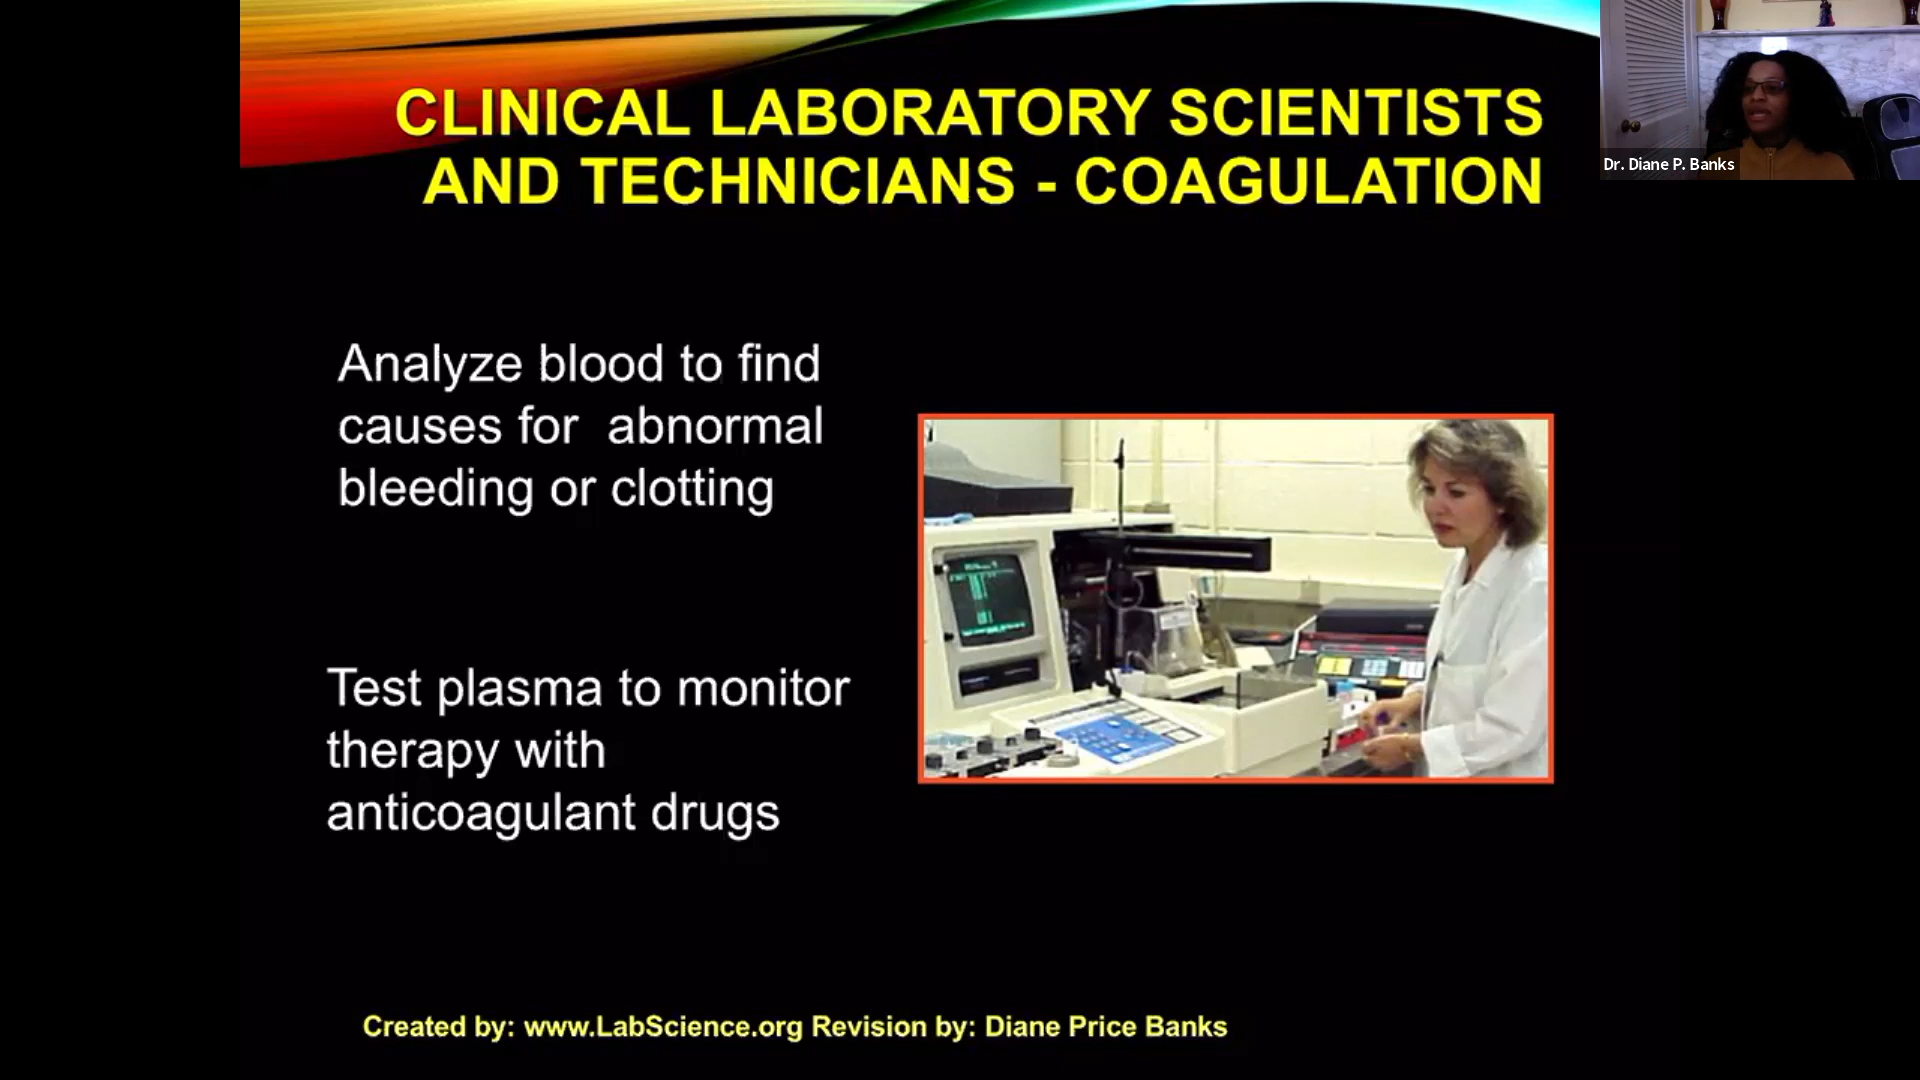 CLINICAL LABORATORY SCIENTISTS
AND TECHNICIANS - COAGULATION
Dr. Diane P. Banks
Analyze blood to find
causes for  abnormal
bleeding or clotting
Test plasma to monitor
therapy with
anticoagulant drugs
Created by: www.LabScience.org Revision by: Diane Price Banks